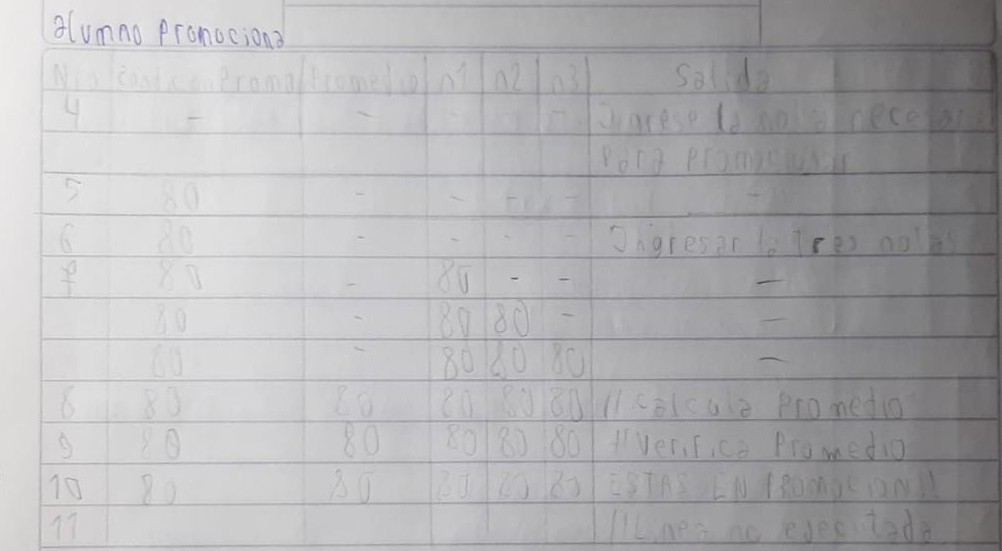 alumno Promociona
Nro Promedio n1 n2 n3 Salida
4 - - - - - Ingrese la nota necesaria
para promocionar
5 80 - - - - -
6 80 - - - - Ingresar la Tres notas
7 80 - 80 - - -
80 - 80 80 - -
80 - 80 80 80 -
8 80 80 80 80 80 // calcula Promedio
9 80 80 80 80 80 // Verifica Promedio
10 80 80 80 80 80 ESTAS EN PROMOCION!!
11 // Linea no ejecutada